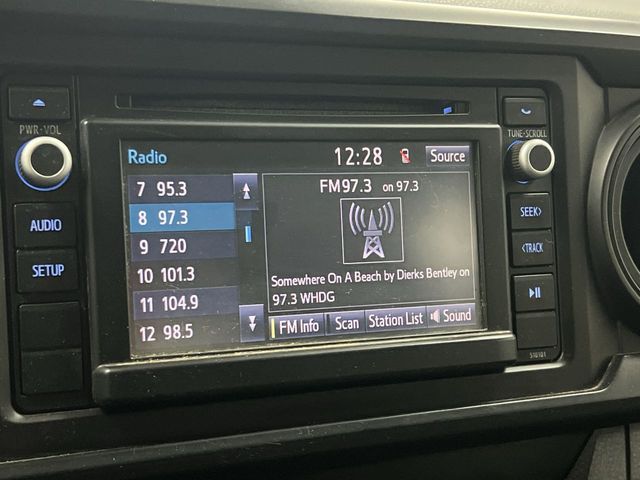 PWR·VOL
AUDIO
SETUP
Radio
12:28
Source
7 95.3
8 97.3
9 720
10 101.3
11 104.9
12 98.5
FM97.3 on 97.3
Somewhere On A Beach by Dierks Bentley on
97.3 WHDG
FM Info
Scan
Station List
Sound
TUNE·SCROLL
SEEK>
<TRACK
510101